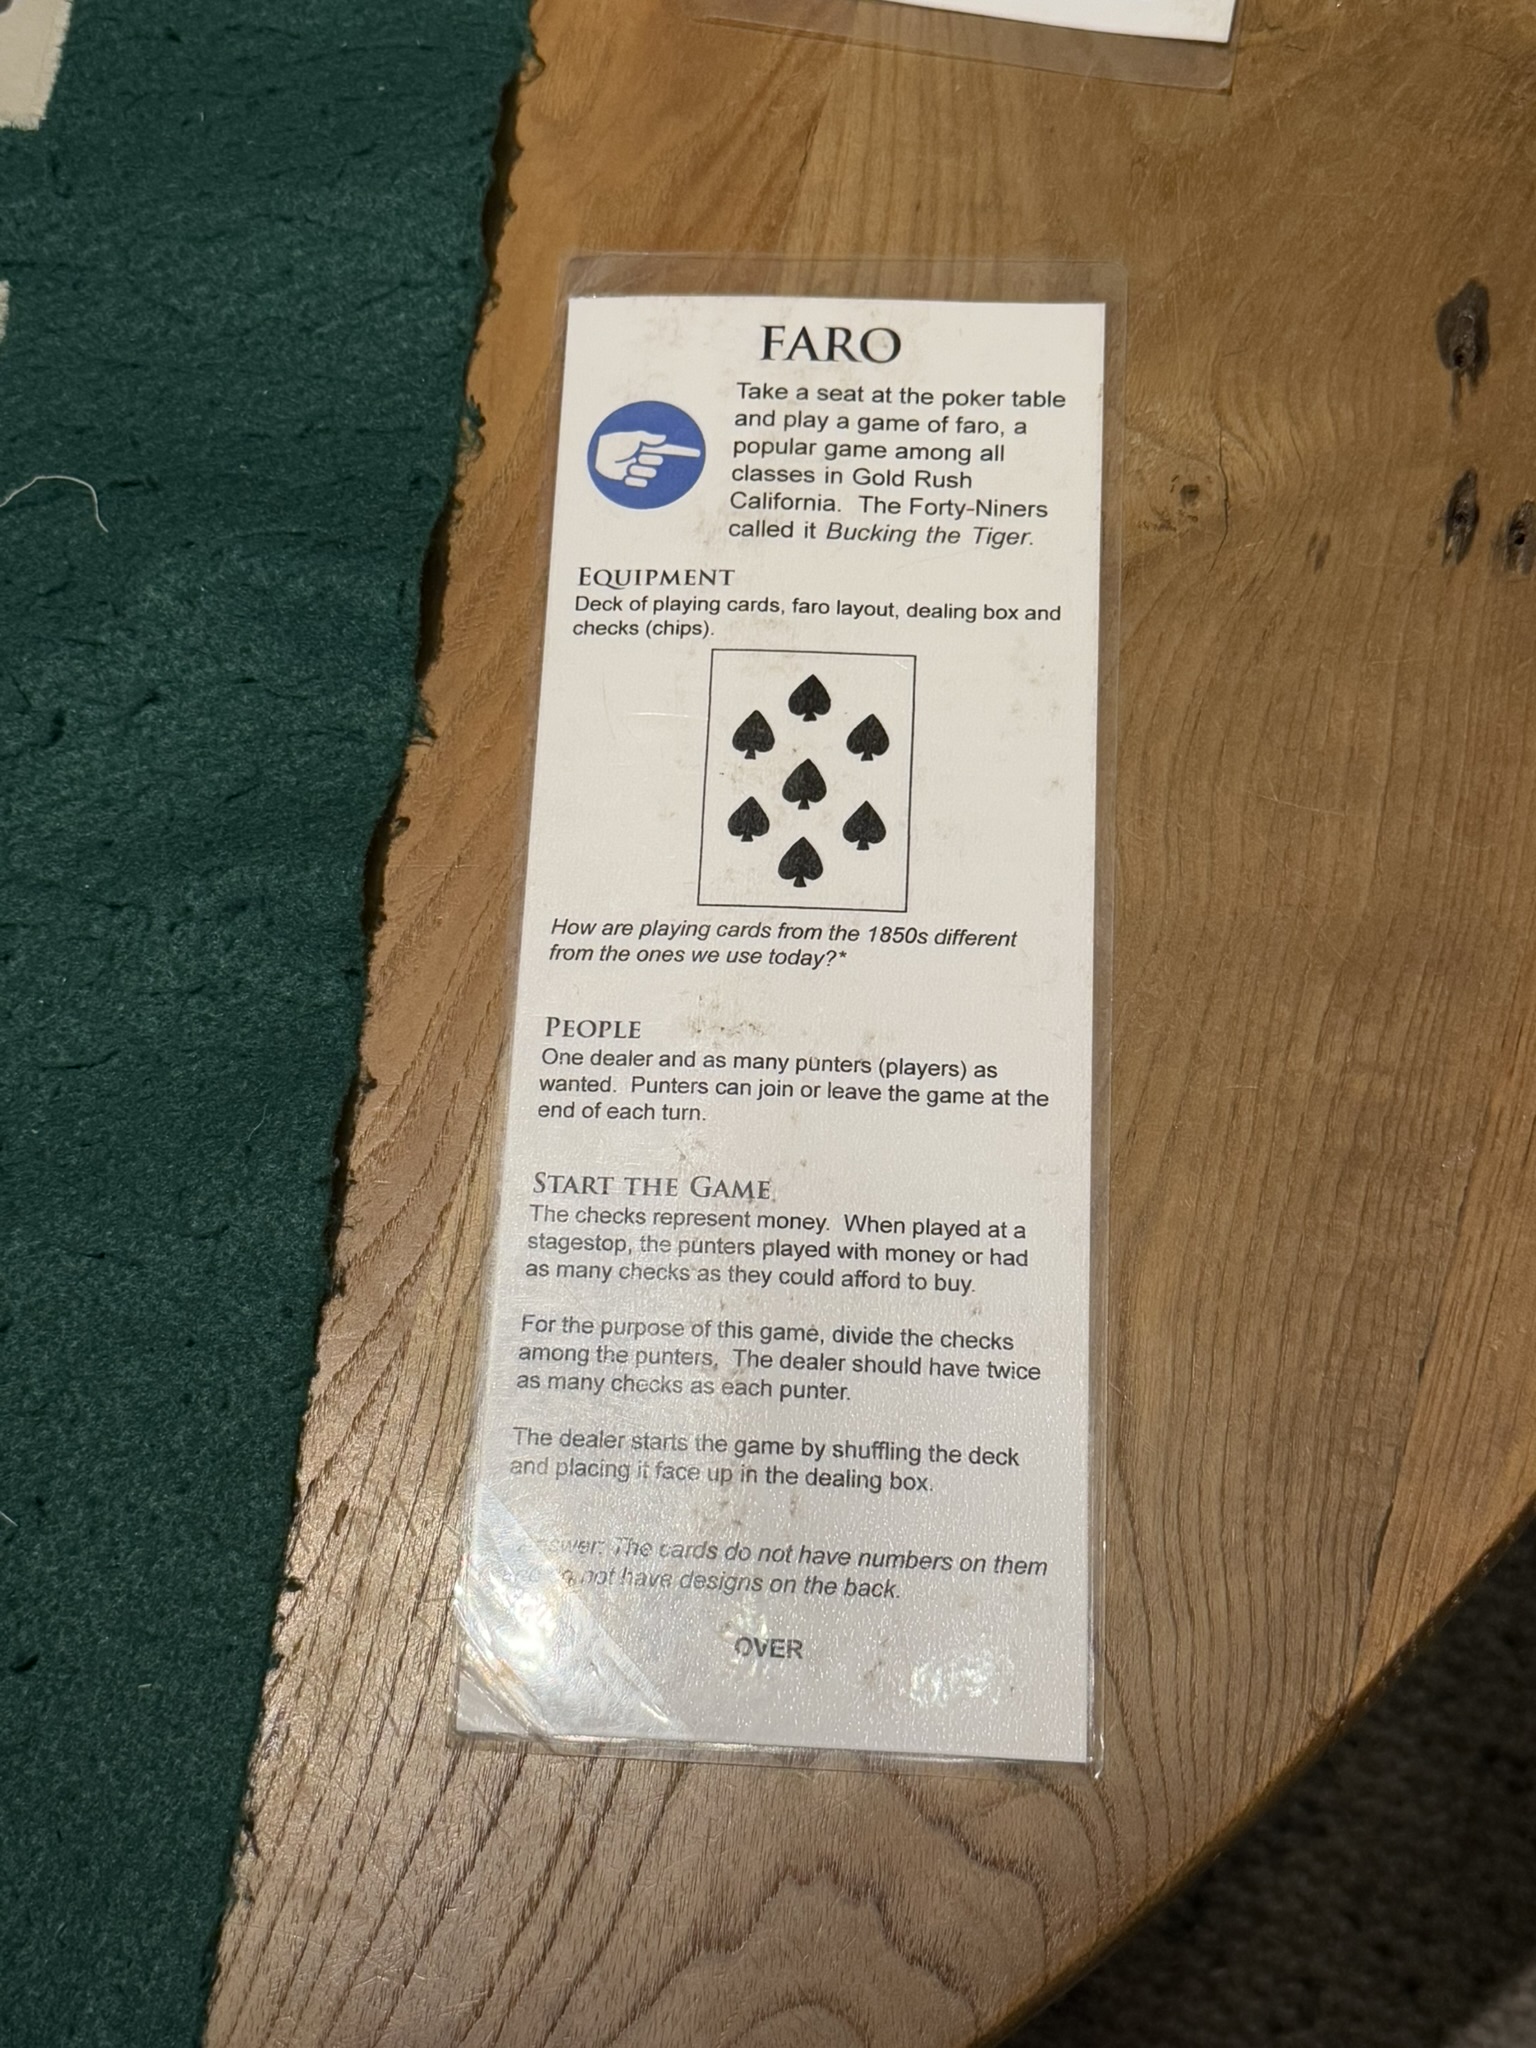 FARO
Take a seat at the poker table
and play a game of faro, a
popular game among all
classes in Gold Rush
California. The Forty-Niners
called it Bucking the Tiger.
EQUIPMENT
Deck of playing cards, faro layout, dealing box and
checks (chips).
How are playing cards from the 1850s different
from the ones we use today?*
PEOPLE
One dealer and as many punters (players) as
wanted. Punters can join or leave the game at the
end of each turn.
START THE GAME
The checks represent money. When played at a
stagestop, the punters played with money or had
as many checks as they could afford to buy.
For the purpose of this game, divide the checks
among the punters. The dealer should have twice
as many checks as each punter.
The dealer starts the game by shuffling the deck
and placing it face up in the dealing box.
Answer: The cards do not have numbers on them
not have designs on the back.
OVER